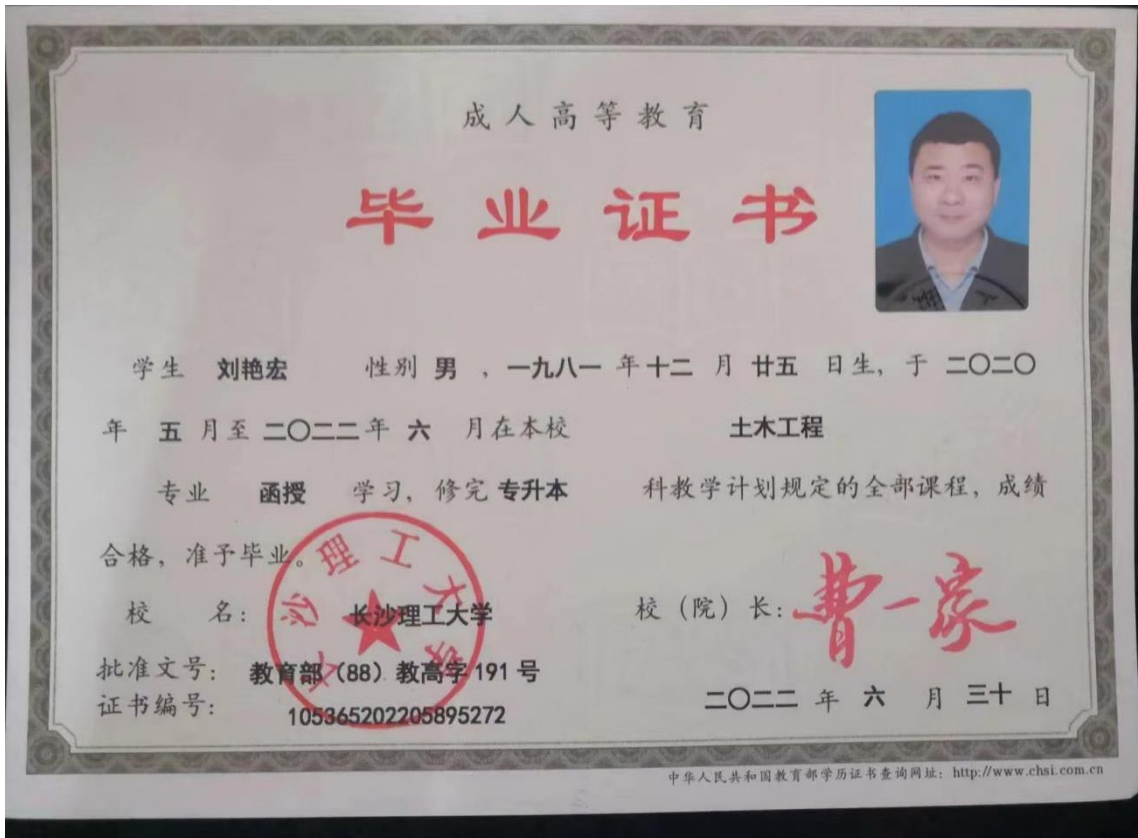 成人高等教育
毕业证书
学生 刘艳宏 性别 男 ，一九八一 年 十二 月 廿五 日生，于 二〇二〇
年 五 月至 二〇二二 年 六 月在本校 土木工程
专业 函授 学习，修完 专升本 科教学计划规定的全部课程，成绩
合格，准予毕业。
长沙理工大学
校 名： 长沙理工大学 校（院）长： 曹一家
批准文号： 教育部（88）教高字 191 号
证书编号： 105365202205895272
二〇二二 年 六 月 三十 日
中华人民共和国教育部学历证书查询网址：http://www.chsi.com.cn